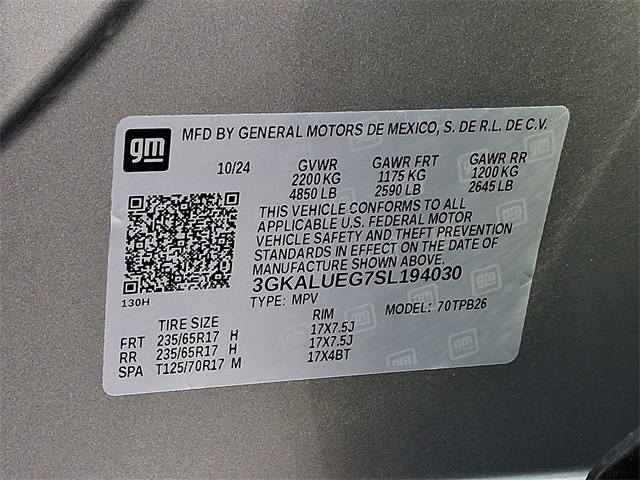 gm
MFD BY GENERAL MOTORS DE MEXICO, S. DE R.L. DE C.V.
10/24 GVWR GAWR FRT GAWR RR
2200 KG 1175 KG 1200 KG
4850 LB 2590 LB 2645 LB
THIS VEHICLE CONFORMS TO ALL
APPLICABLE U.S. FEDERAL MOTOR
VEHICLE SAFETY AND THEFT PREVENTION
STANDARDS IN EFFECT ON THE DATE OF
MANUFACTURE SHOWN ABOVE.
3GKALUEG7SL194030
130H
TYPE: MPV MODEL: 70TPB26
TIRE SIZE RIM
FRT 235/65R17 H 17X7.5J
RR 235/65R17 H 17X7.5J
SPA T125/70R17 M 17X4BT